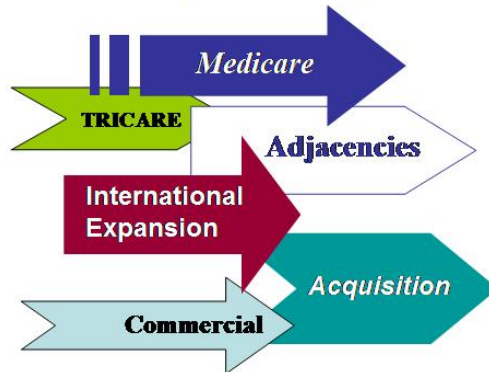 Medicare
TRICARE
Adjacencies
International
Expansion
Acquisition
Commercial